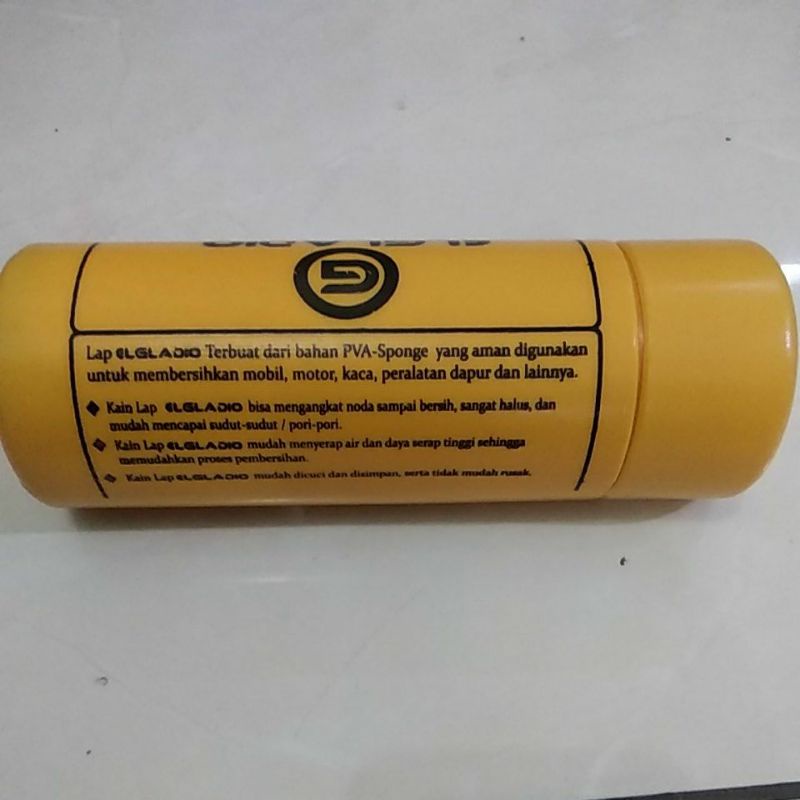 Lap ELGLADIO Terbuat dari bahan PVA-Sponge yang aman digunakan
untuk membersihkan mobil, motor, kaca, peralatan dapur dan lainnya.
Kain Lap ELGLADIO bisa mengangkat noda sampai bersih, sangat halus, dan
mudah mencapai sudut-sudut / pori-pori.
Kain Lap ELGLADIO mudah menyerap air dan daya serap tinggi sehingga
memudahkan proses pembersihan.
Kain Lap ELGLADIO mudah dicuci dan disimpan, serta tidak mudah rusak.